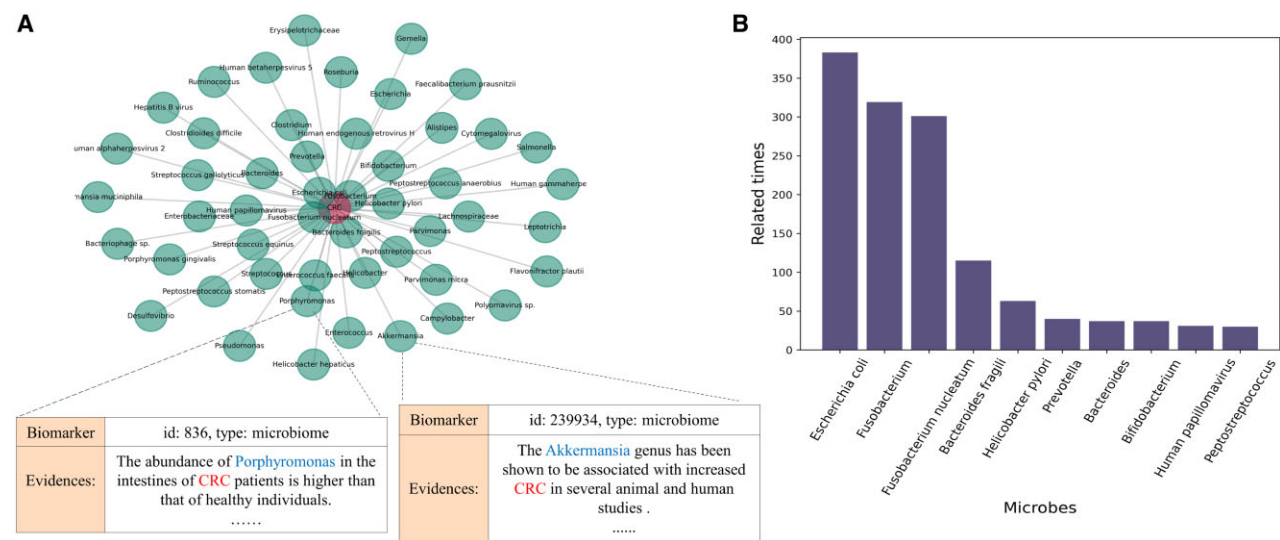 A
Erysipelotrichaceae
Gemella
Human betaherpesvirus 5
Roseburia
Ruminococcus
Faecalibacterium prausnitzii
Escherichia
Hepatitis B virus
Clostridium
Clostridioides difficile
Human endogenous retrovirus H
Alistipes
Cytomegalovirus
uman alphaherpesvirus 2
Salmonella
Prevotella
Bifidobacterium
Streptococcus gallolyticus
Bacteroides
Peptostreptococcus anaerobius
Human gammaherpe
mansia muciniphila
Escherichia coli
Fusobacterium
Helicobacter pylori
CRC
Human papillomavirus
Enterobacteriaceae
Fusobacterium nucleatum
Lachnospiraceae
Leptotrichia
Bacteroides fragilis
Parvimonas
Bacteriophage sp.
Streptococcus equinus
Peptostreptococcus
Porphyromonas gingivalis
Streptococcus
Enterococcus faecalis
Helicobacter
Flavonifractor plautii
Parvimonas micra
Peptostreptococcus stomatis
Porphyromonas
Polyomavirus sp.
Desulfovibrio
Campylobacter
Enterococcus
Akkermansia
Pseudomonas
Helicobacter hepaticus
Biomarker
id: 836, type: microbiome
Evidences:
The abundance of Porphyromonas in the
intestines of CRC patients is higher than
that of healthy individuals.
......
Biomarker
id: 239934, type: microbiome
Evidences:
The Akkermansia genus has been
shown to be associated with increased
CRC in several animal and human
studies .
......
B
Related times
400
350
300
250
200
150
100
50
0
Escherichia coli
Fusobacterium
Fusobacterium nucleatum
Bacteroides fragili
Helicobacter pylori
Prevotella
Bacteroides
Bifidobacterium
Human papillomavirus
Peptostreptococcus
Microbes